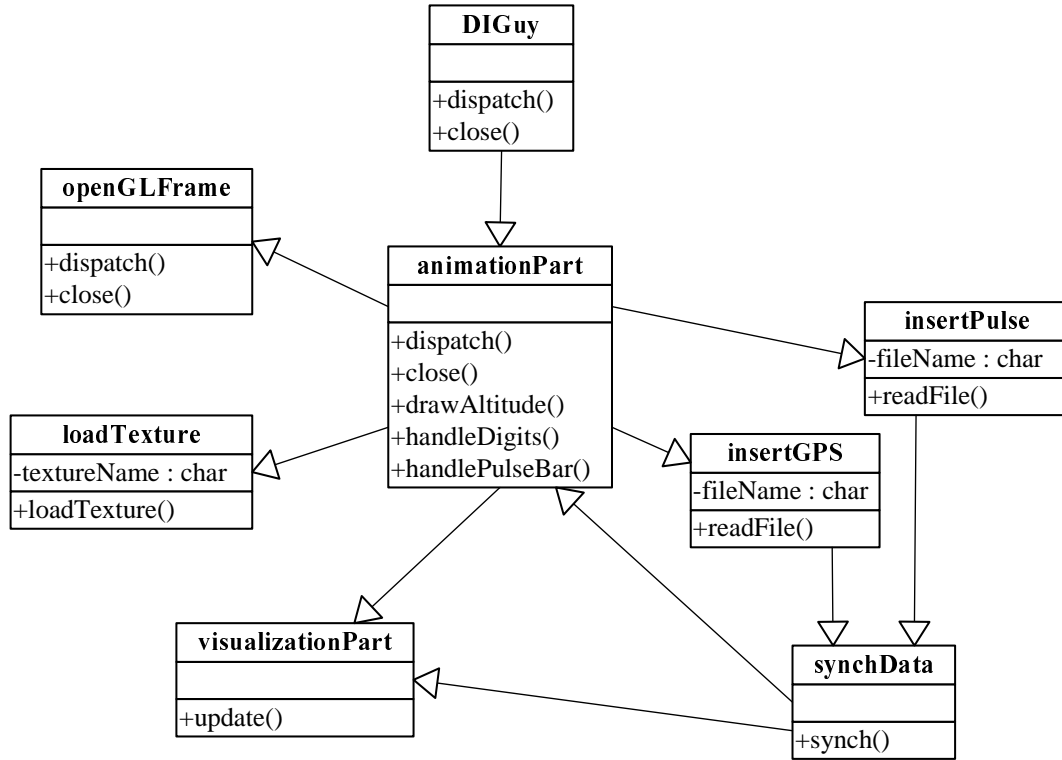 DIGuy
+dispatch()
+close()
openGLFrame
+dispatch()
+close()
animationPart
+dispatch()
+close()
+drawAltitude()
+handleDigits()
+handlePulseBar()
insertPulse
-fileName : char
+readFile()
loadTexture
-textureName : char
+loadTexture()
insertGPS
-fileName : char
+readFile()
visualizationPart
+update()
synchData
+synch()